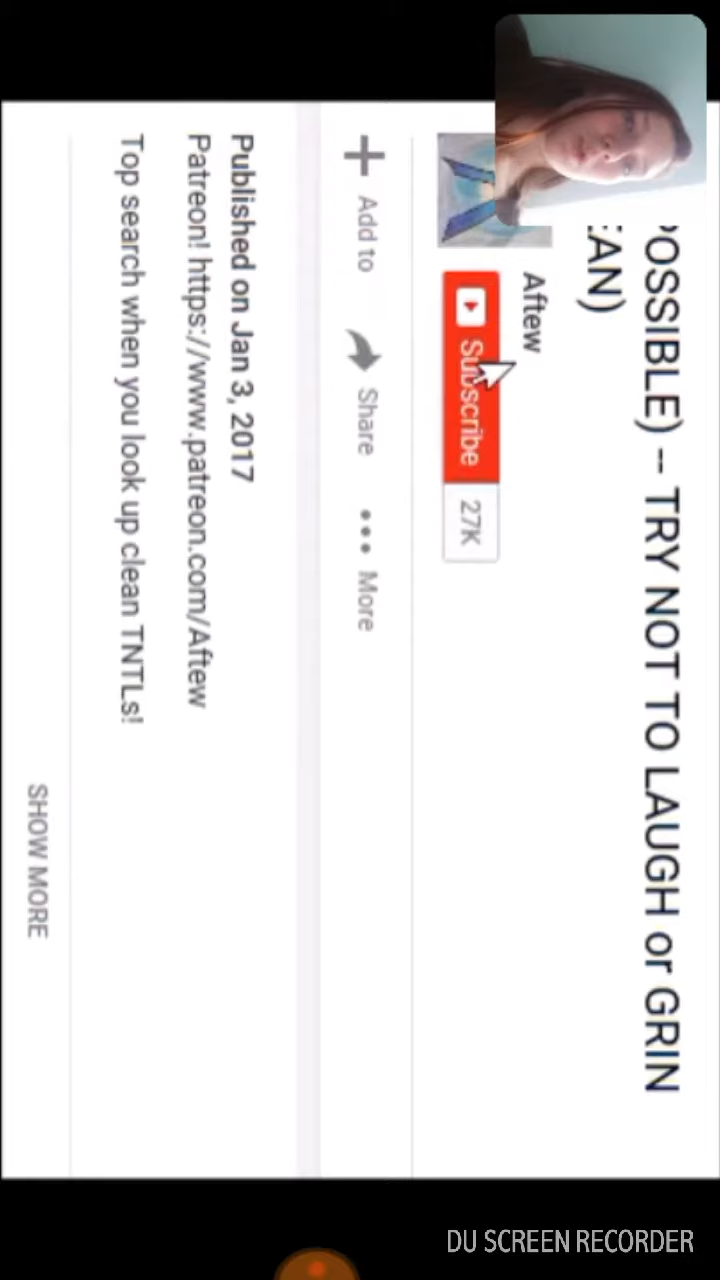 OSSIBLE) -- TRY NOT TO LAUGH or GRIN
AN)
Aftew
Subscribe 27K
Add to Share More
Published on Jan 3, 2017
Patreon! https://www.patreon.com/Aftew
Top search when you look up clean TNTLs!
SHOW MORE
DU SCREEN RECORDER